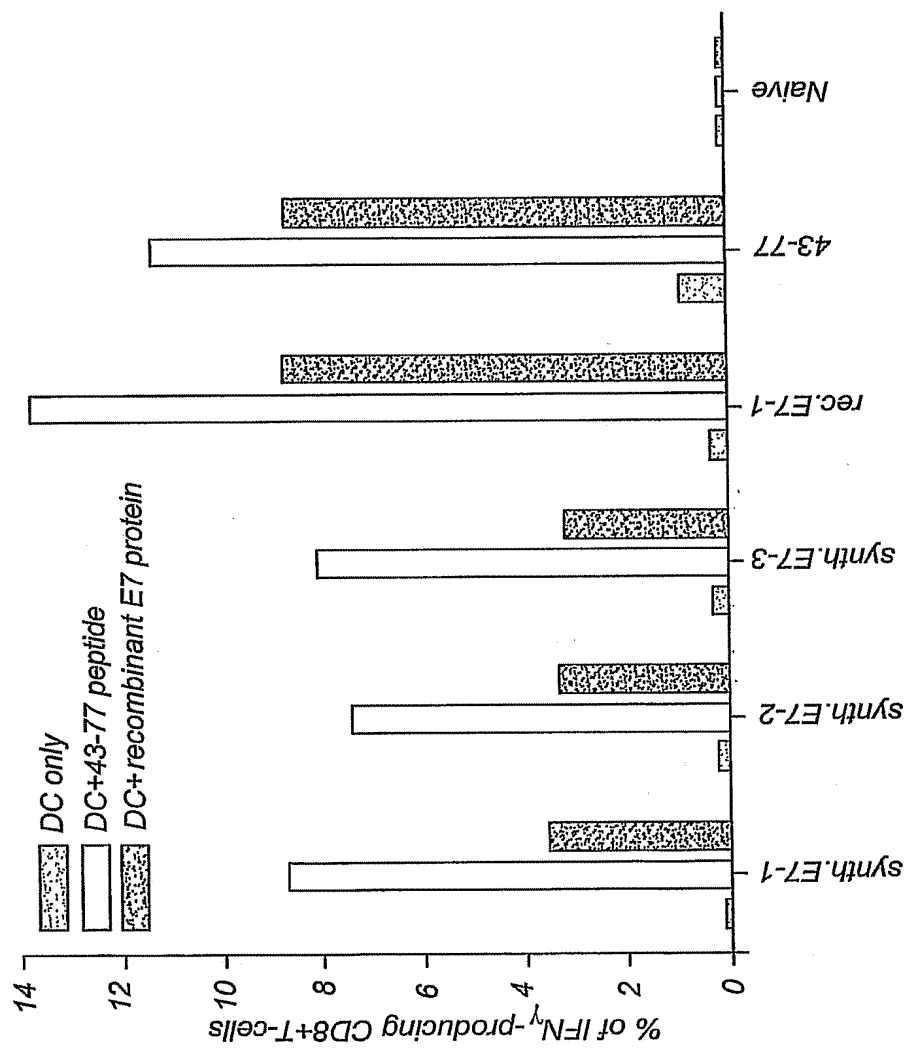 DC only
DC+43-77 peptide
DC+recombinant E7 protein
% of IFNγ-producing CD8+T-cells
14
12
10
8
6
4
2
0
synth.E7-1
synth.E7-2
synth.E7-3
rec.E7-1
43-77
Naive